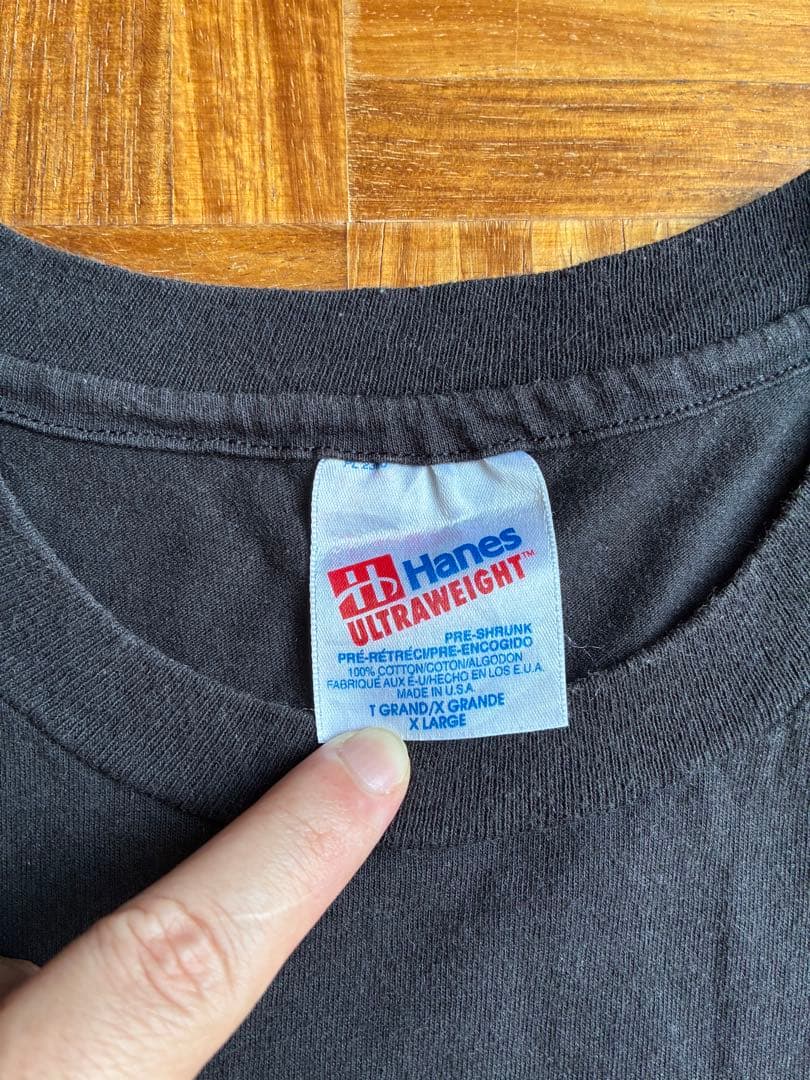 Hanes
ULTRAWEIGHT™
PRE-SHRUNK
PRÉ-RÉTRÉCI/PRE-ENCOGIDO
100% COTTON/COTON/ALGODON
FABRIQUE AUX É-U/HECHO EN LOS E.U.A.
MADE IN U.S.A.
T GRAND/X GRANDE
X LARGE